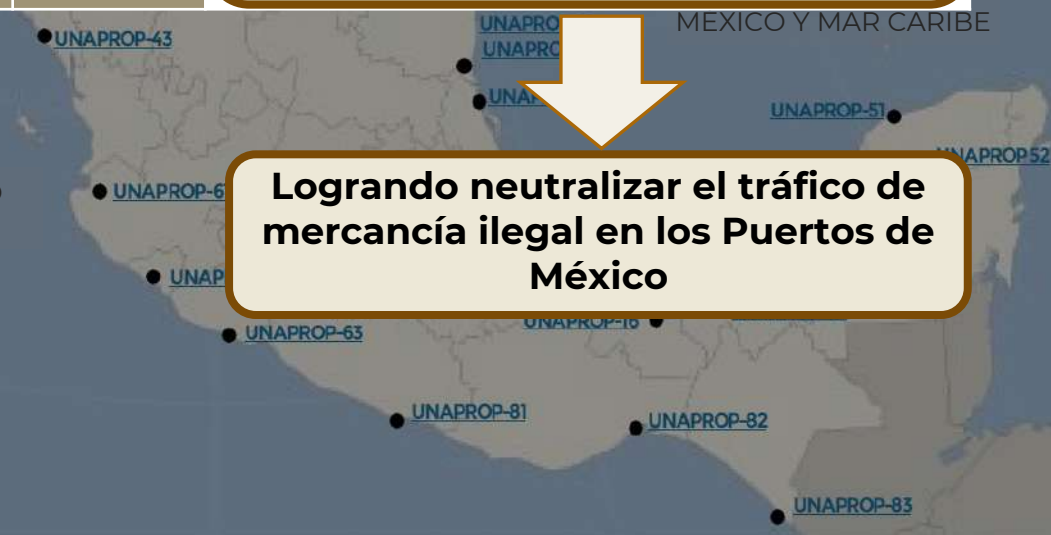 MEXICO Y MAR CARIBE
UNAPROP-43
UNAPROP-51
Logrando neutralizar el tráfico de
mercancía ilegal en los Puertos de
México
UNAPROP-63
UNAPROP-16
UNAPROP-81
UNAPROP-82
UNAPROP-83